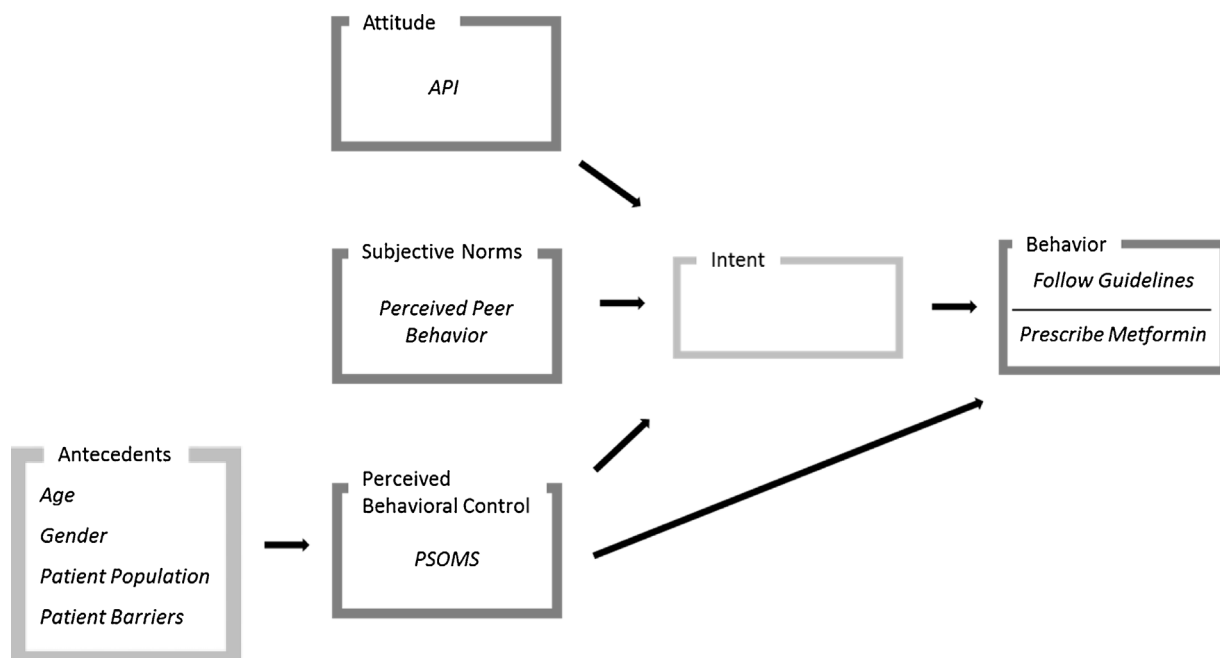 Attitude
API
Subjective Norms
Perceived Peer
Behavior
Intent
Behavior
Follow Guidelines
Prescribe Metformin
Antecedents
Age
Gender
Patient Population
Patient Barriers
Perceived
Behavioral Control
PSOMS